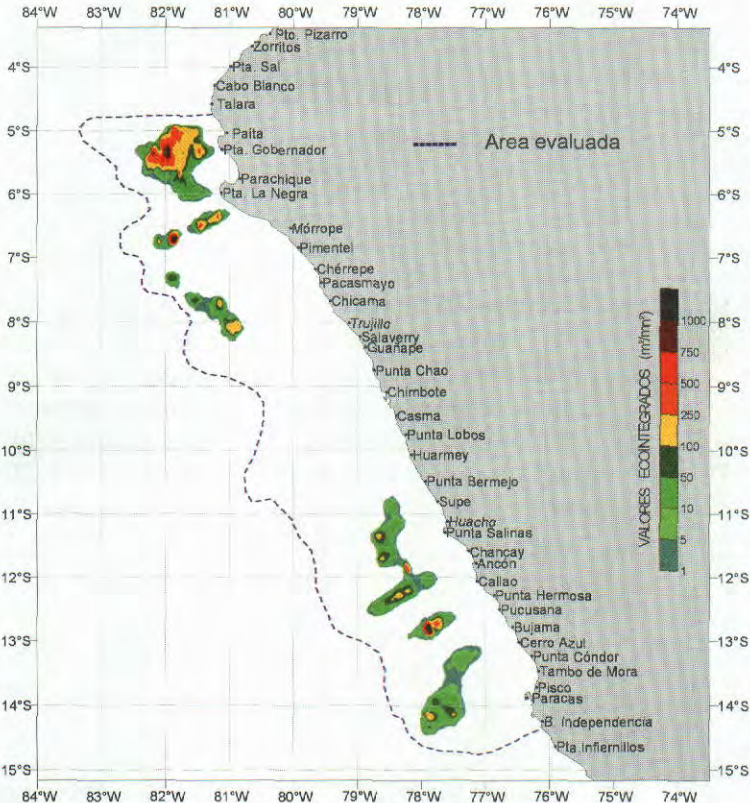 84°W 83°W 82°W 81°W 80°W 79°W 78°W 77°W 76°W 75°W 74°W
Pto. Pizarro
Zorritos
4°S Pta. Sal 4°S
Cabo Blanco
Talara
5°S Paita 5°S
Area evaluada
Pta. Gobernador
Parachique
6°S Pta. La Negra 6°S
Mórrope
Pimentel
7°S Chérrepe 7°S
Pacasmayo
Chicama
8°S Trujillo 8°S
Salaverry
Guañape
Punta Chao
9°S Chimbote 9°S
Casma
Punta Lobos
10°S Huarmey 10°S
Punta Bermejo
Supe
11°S Huacho 11°S
Punta Salinas
Chancay
Ancón
12°S Callao 12°S
Punta Hermosa
Pucusana
Bujama
13°S Cerro Azul 13°S
Punta Cóndor
Tambo de Mora
Pisco
Paracas
14°S B. Independencia 14°S
Pta Infiernillos
15°S 15°S
84°W 83°W 82°W 81°W 80°W 79°W 78°W 77°W 76°W 75°W 74°W
VALORES ECOINTEGRADOS (m²/mn²)
1000
750
500
250
100
50
10
5
1